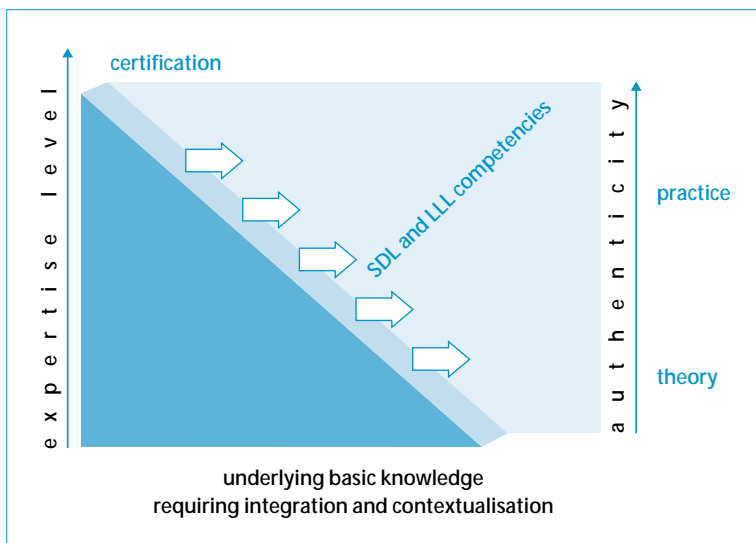 certification
expertise level
SDL and LLL competencies
authenticity
practice
theory
underlying basic knowledge
requiring integration and contextualisation